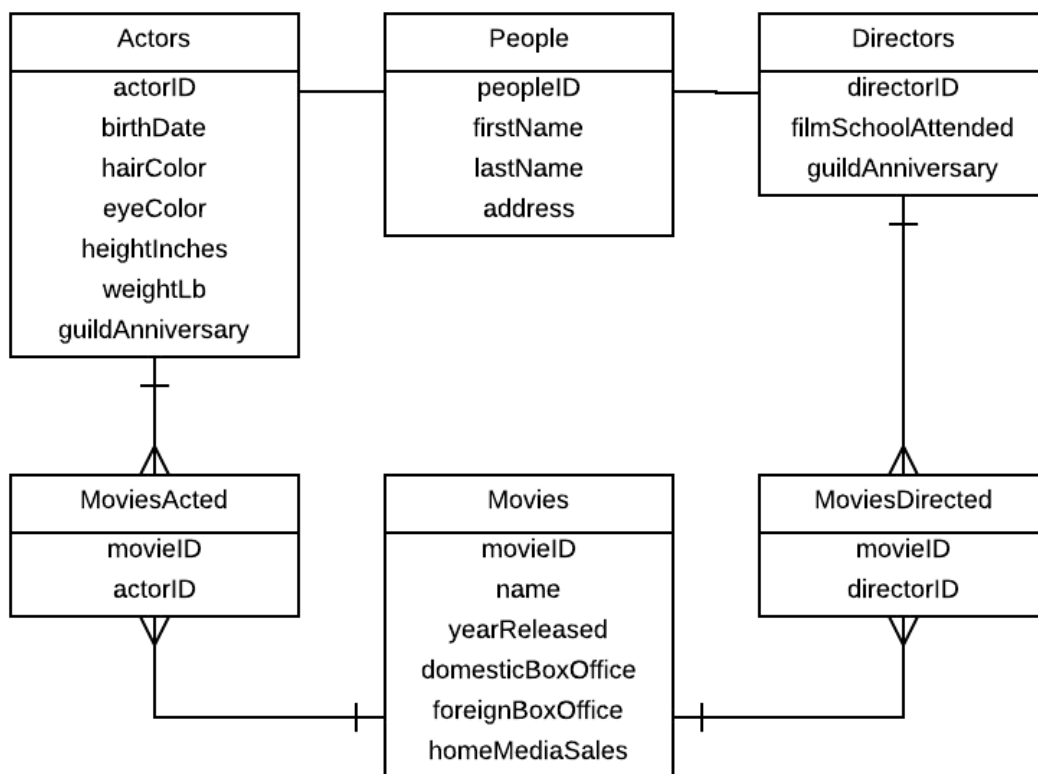 Actors
actorID
birthDate
hairColor
eyeColor
heightInches
weightLb
guildAnniversary
People
peopleID
firstName
lastName
address
Directors
directorID
filmSchoolAttended
guildAnniversary
MoviesActed
movieID
actorID
Movies
movieID
name
yearReleased
domesticBoxOffice
foreignBoxOffice
homeMediaSales
MoviesDirected
movieID
directorID